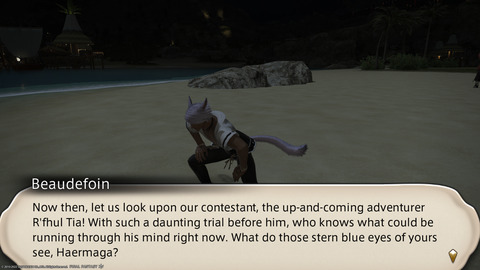 Beaudefoin
Now then, let us look upon our contestant, the up-and-coming adventurer
R'fhul Tia! With such a daunting trial before him, who knows what could be
running through his mind right now. What do those stern blue eyes of yours
see, Haermaga?